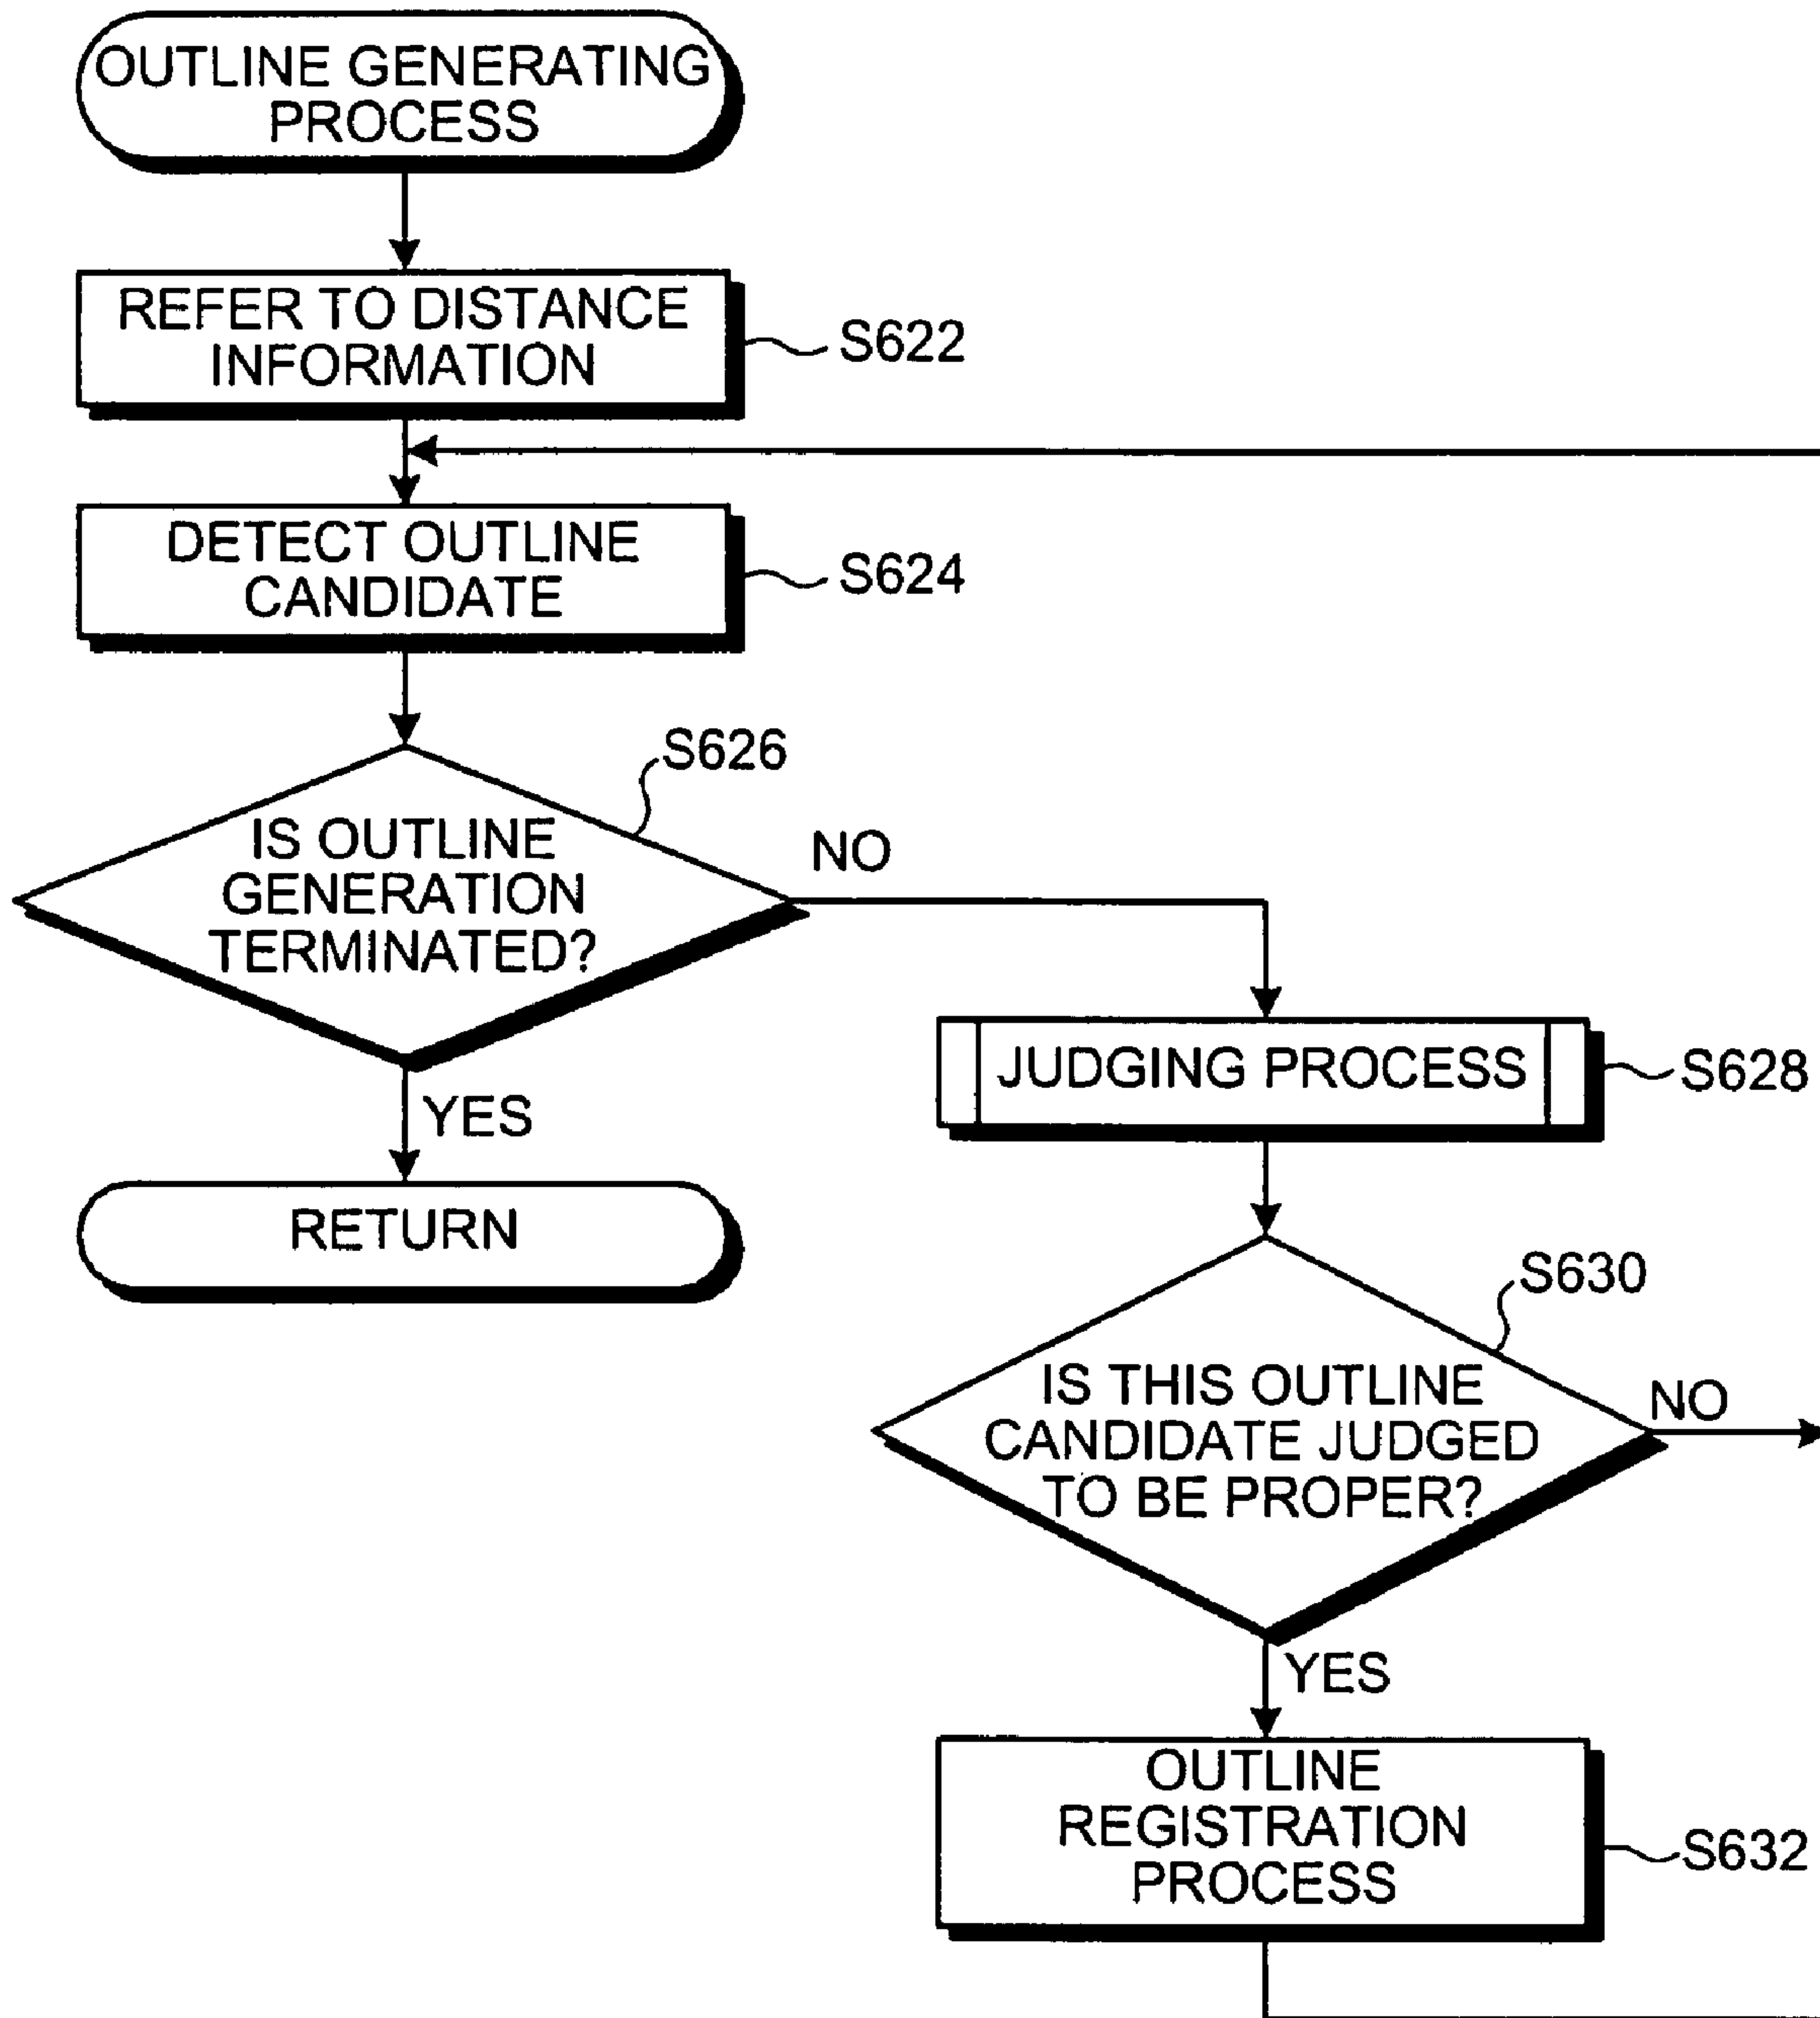 OUTLINE GENERATING
PROCESS
REFER TO DISTANCE
INFORMATION
S622
DETECT OUTLINE
CANDIDATE
S624
S626
IS OUTLINE
GENERATION
TERMINATED?
NO
YES
RETURN
JUDGING PROCESS
S628
S630
IS THIS OUTLINE
CANDIDATE JUDGED
TO BE PROPER?
NO
YES
OUTLINE
REGISTRATION
PROCESS
S632